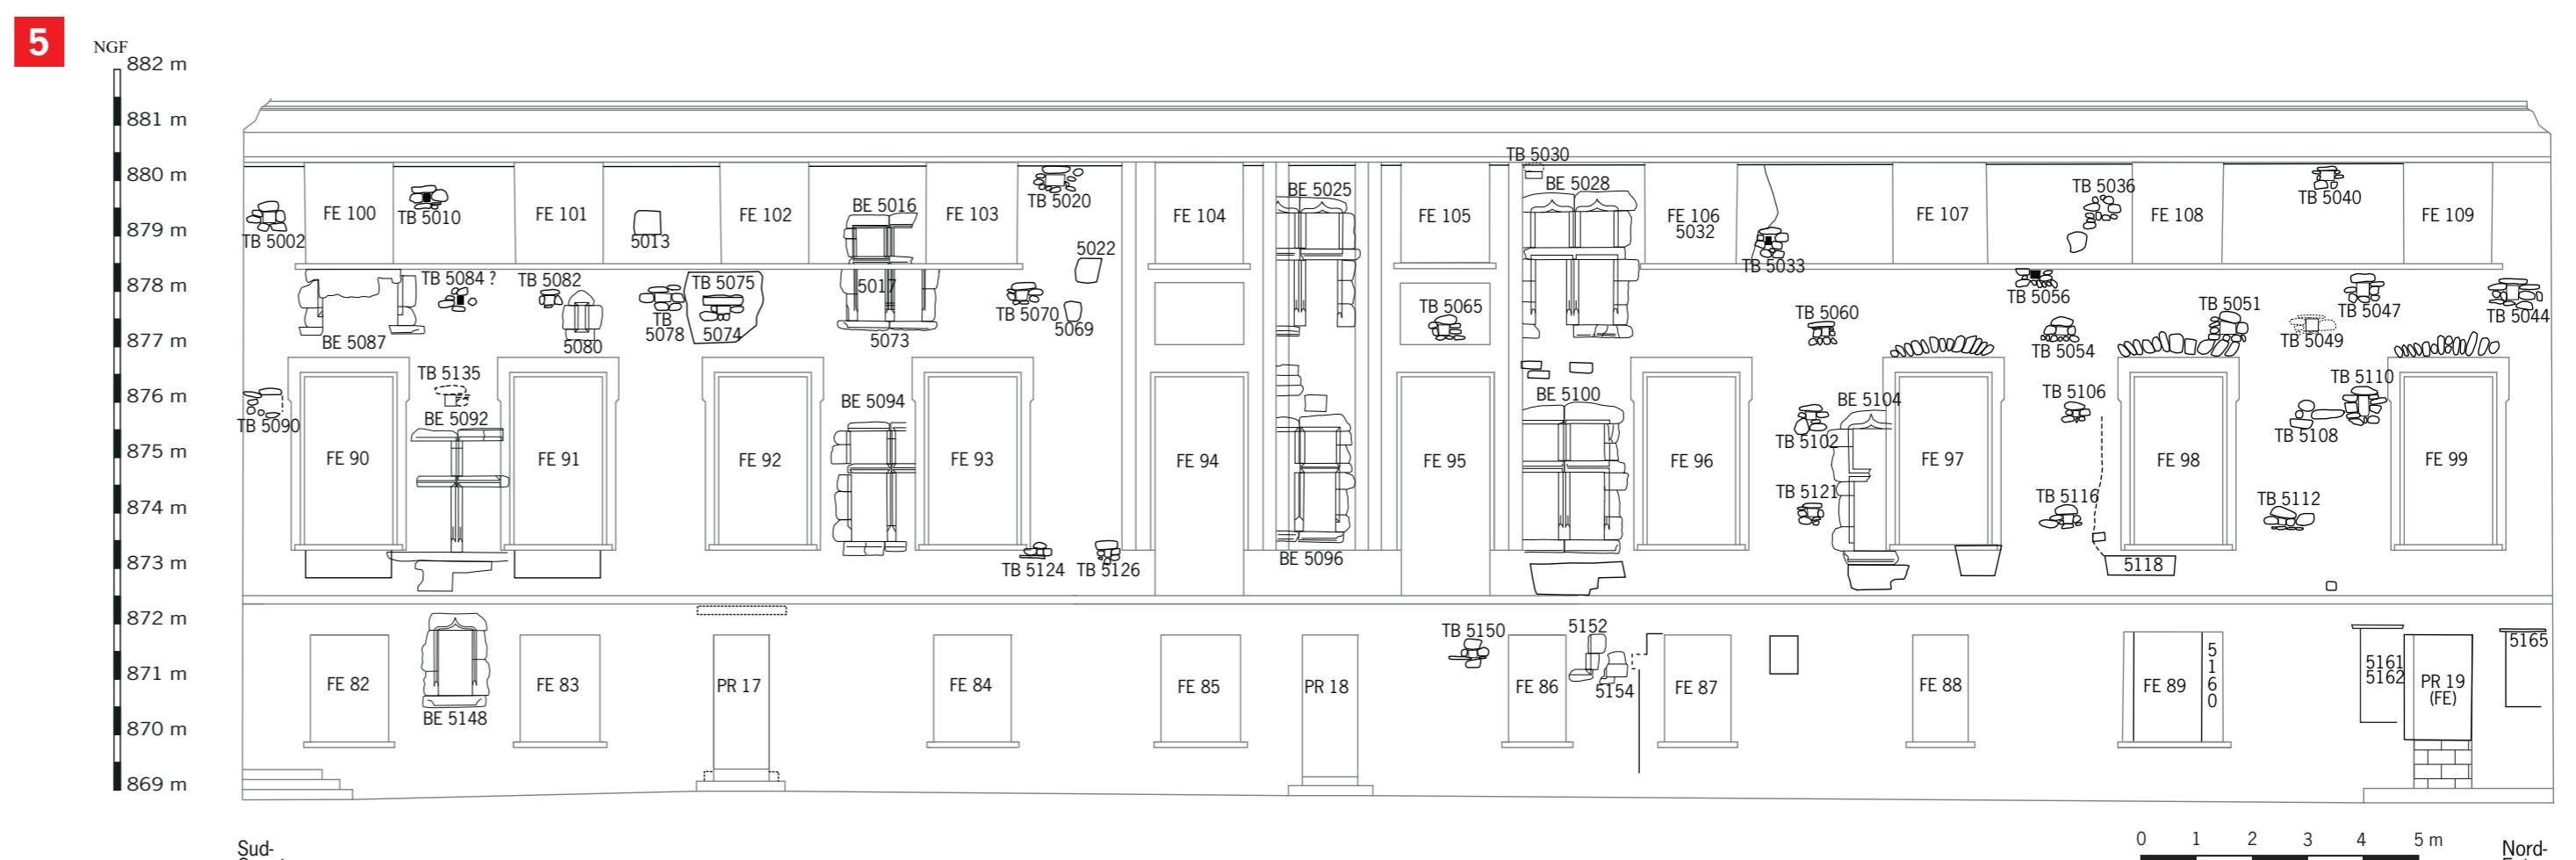 5
NGF
882 m
881 m
880 m
879 m
878 m
877 m
876 m
875 m
874 m
873 m
872 m
871 m
870 m
869 m
TB 5030
FE 100
TB 5002
TB 5010
FE 101
5013
FE 102
BE 5016
FE 103
TB 5020
5022
FE 104
BE 5025
FE 105
BE 5028
FE 106
5032
TB 5033
FE 107
TB 5036
FE 108
TB 5040
FE 109
BE 5087
TB 5084 ?
TB 5082
5080
TB
5078
TB 5075
5074
5017
5073
TB 5070
5069
TB 5065
TB 5060
TB 5056
TB 5054
TB 5051
TB 5049
TB 5047
TB 5044
TB 5090
FE 90
TB 5135
BE 5092
FE 91
FE 92
BE 5094
FE 93
TB 5124
TB 5126
FE 94
BE 5096
FE 95
BE 5100
FE 96
TB 5102
TB 5121
BE 5104
FE 97
TB 5106
TB 5116
5118
FE 98
TB 5112
TB 5108
TB 5110
FE 99
FE 82
BE 5148
FE 83
PR 17
FE 84
FE 85
PR 18
TB 5150
FE 86
5152
5154
FE 87
FE 88
FE 89
5
1
6
0
5161
5162
PR 19
(FE)
5165
Sud-
0 1 2 3 4 5 m
Nord-